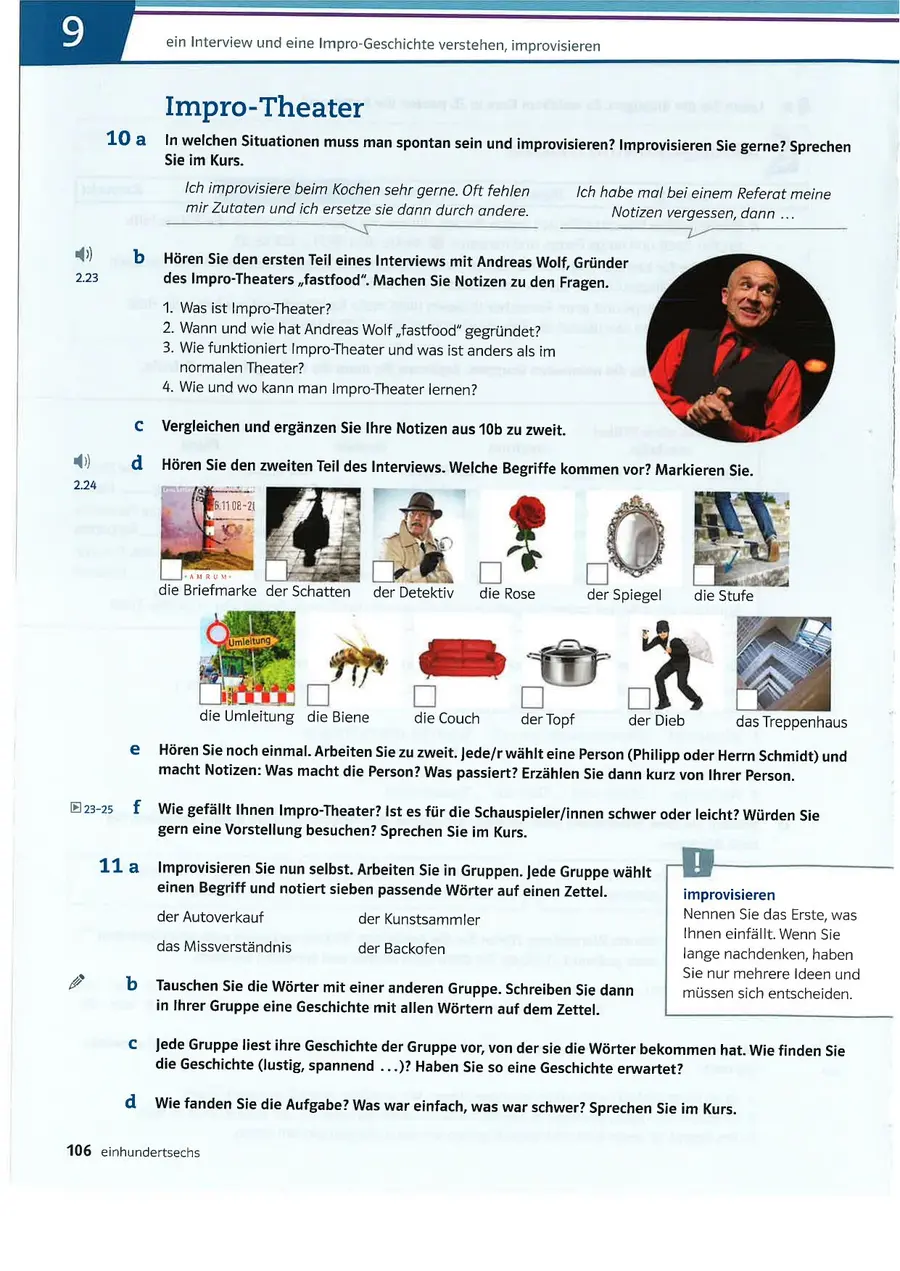 9
ein Interview und eine Impro-Geschichte verstehen, improvisieren
Impro-Theater
10 a In welchen Situationen muss man spontan sein und improvisieren? Improvisieren Sie gerne? Sprechen
Sie im Kurs.
Ich improvisiere beim Kochen sehr gerne. Oft fehlen
mir Zutaten und ich ersetze sie dann durch andere.
Ich habe mal bei einem Referat meine
Notizen vergessen, dann ...
2.23
b Hören Sie den ersten Teil eines Interviews mit Andreas Wolf, Gründer
des Impro-Theaters „fastfood“. Machen Sie Notizen zu den Fragen.
1. Was ist Impro-Theater?
2. Wann und wie hat Andreas Wolf „fastfood“ gegründet?
3. Wie funktioniert Impro-Theater und was ist anders als im
normalen Theater?
4. Wie und wo kann man Impro-Theater lernen?
c Vergleichen und ergänzen Sie Ihre Notizen aus 10b zu zweit.
2.24
d Hören Sie den zweiten Teil des Interviews. Welche Begriffe kommen vor? Markieren Sie.
6.11.08-21
·AMRUM·
die Briefmarke der Schatten der Detektiv die Rose der Spiegel die Stufe
Umleitung
die Umleitung die Biene die Couch der Topf der Dieb das Treppenhaus
e Hören Sie noch einmal. Arbeiten Sie zu zweit. Jede/r wählt eine Person (Philipp oder Herrn Schmidt) und
macht Notizen: Was macht die Person? Was passiert? Erzählen Sie dann kurz von Ihrer Person.
23-25 f Wie gefällt Ihnen Impro-Theater? Ist es für die Schauspieler/innen schwer oder leicht? Würden Sie
gern eine Vorstellung besuchen? Sprechen Sie im Kurs.
11 a Improvisieren Sie nun selbst. Arbeiten Sie in Gruppen. Jede Gruppe wählt
einen Begriff und notiert sieben passende Wörter auf einen Zettel.
der Autoverkauf der Kunstsammler
das Missverständnis der Backofen
!
improvisieren
Nennen Sie das Erste, was
Ihnen einfällt. Wenn Sie
lange nachdenken, haben
Sie nur mehrere Ideen und
müssen sich entscheiden.
b Tauschen Sie die Wörter mit einer anderen Gruppe. Schreiben Sie dann
in Ihrer Gruppe eine Geschichte mit allen Wörtern auf dem Zettel.
c Jede Gruppe liest ihre Geschichte der Gruppe vor, von der sie die Wörter bekommen hat. Wie finden Sie
die Geschichte (lustig, spannend ...)? Haben Sie so eine Geschichte erwartet?
d Wie fanden Sie die Aufgabe? Was war einfach, was war schwer? Sprechen Sie im Kurs.
106 einhundertsechs